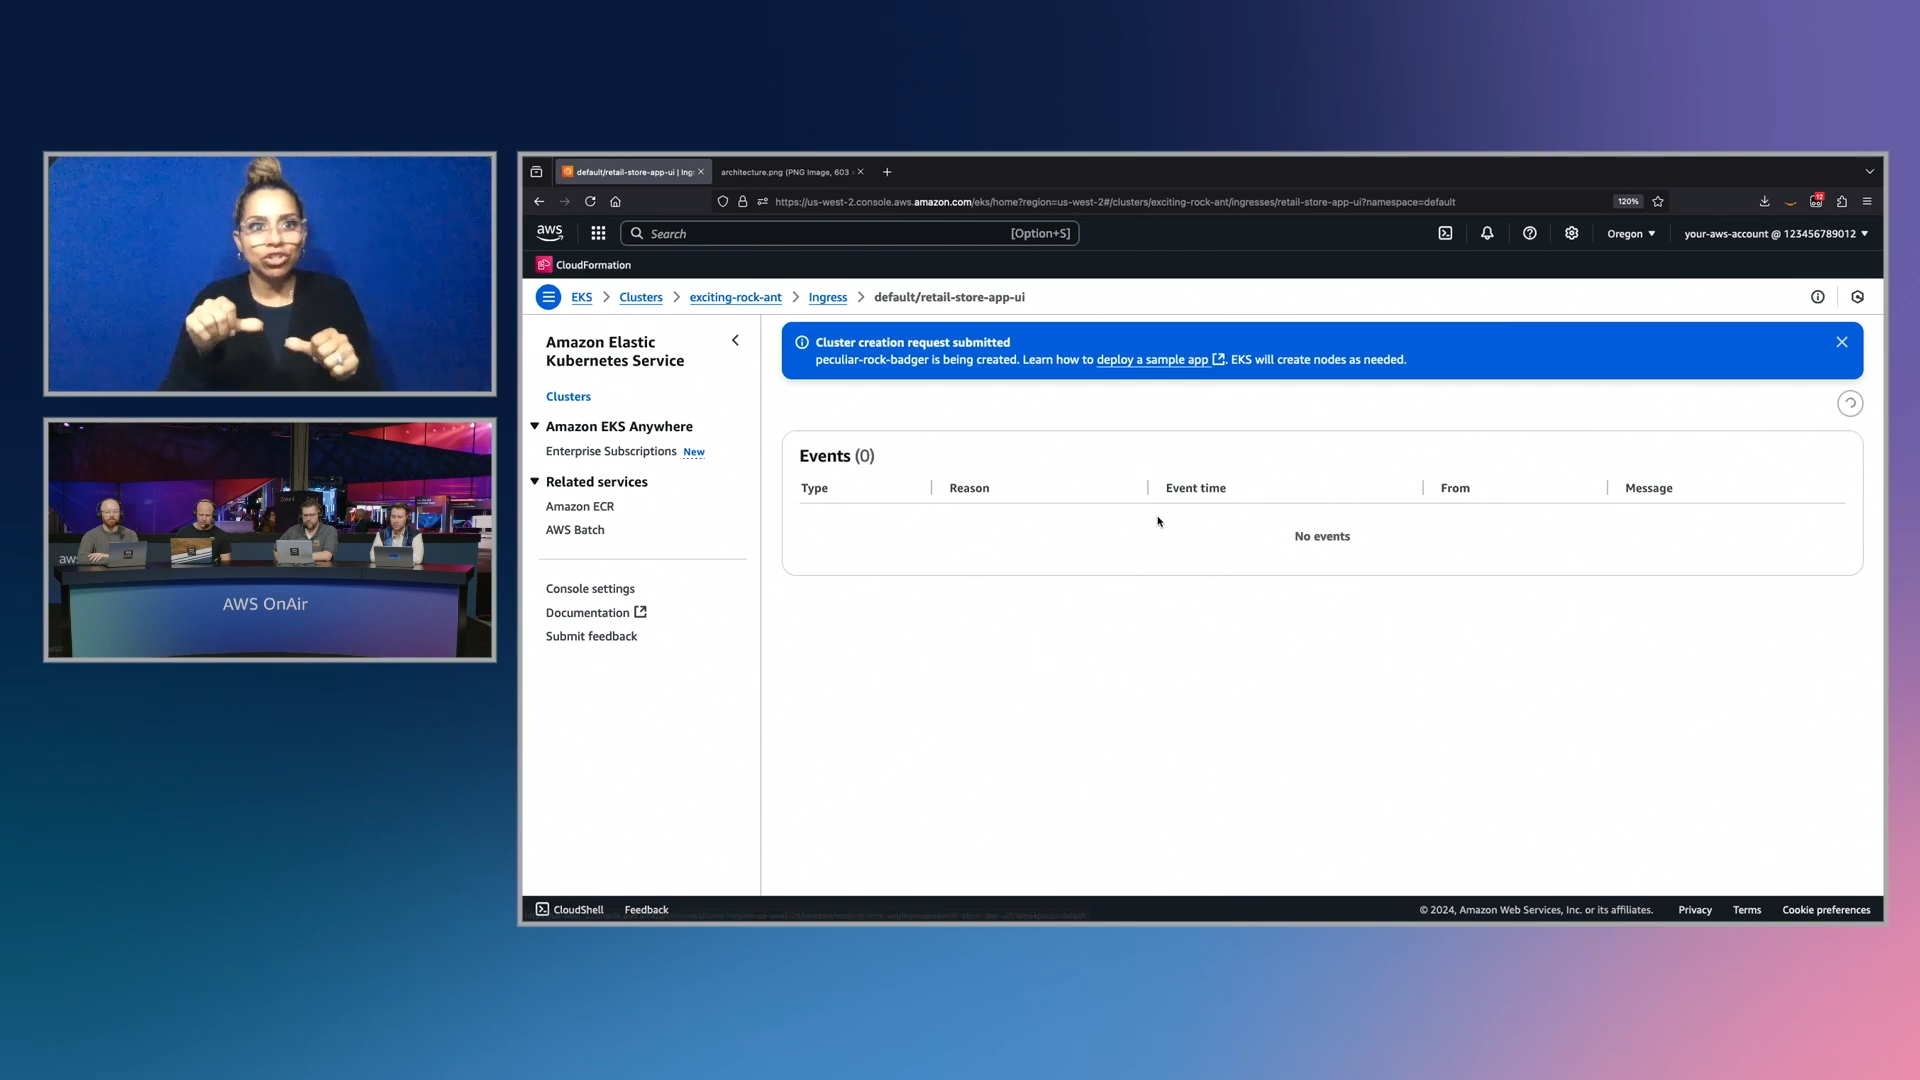 default/retail-store-app-ui | Ing
architecture.png (PNG Image, 603
https://us-west-2.console.aws.amazon.com/eks/home?region=us-west-2#/clusters/exciting-rock-ant/ingresses/retail-store-app-ui?namespace=default
120%
aws
Search
[Option+S]
Oregon
your-aws-account @ 123456789012
CloudFormation
EKS
Clusters
exciting-rock-ant
Ingress
default/retail-store-app-ui
Amazon Elastic
Kubernetes Service
Clusters
Amazon EKS Anywhere
Enterprise Subscriptions New
Related services
Amazon ECR
AWS Batch
Console settings
Documentation
Submit feedback
Cluster creation request submitted
peculiar-rock-badger is being created. Learn how to deploy a sample app. EKS will create nodes as needed.
Events (0)
Type
Reason
Event time
From
Message
No events
CloudShell
Feedback
© 2024, Amazon Web Services, Inc. or its affiliates.
Privacy
Terms
Cookie preferences
aws
AWS OnAir